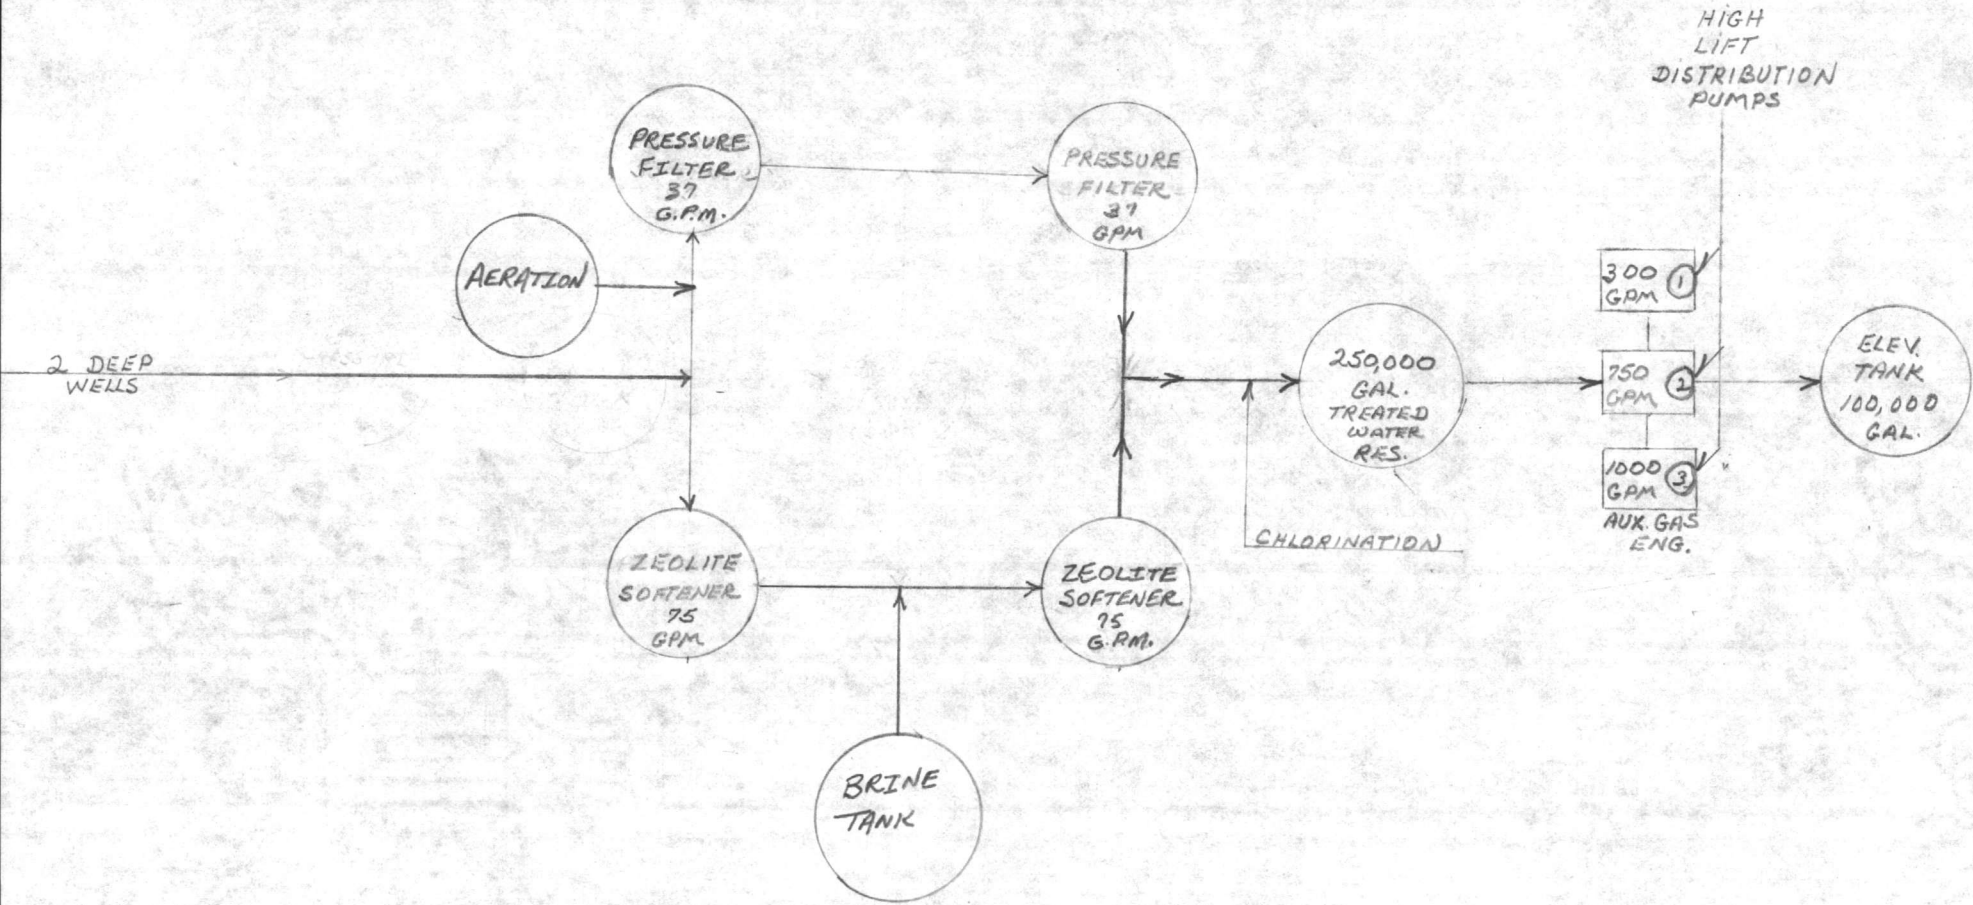 HIGH
LIFT
DISTRIBUTION
PUMPS
PRESSURE
FILTER
37
G.P.M.
PRESSURE
FILTER
37
GPM
AERATION
2 DEEP
WELLS
300
GPM 1
750
GPM 2
1000
GPM 3
AUX. GAS
ENG.
250,000
GAL.
TREATED
WATER
RES.
ELEV.
TANK
100,000
GAL.
CHLORINATION
ZEOLITE
SOFTENER
75
GPM
ZEOLITE
SOFTENER
75
G.P.M.
BRINE
TANK